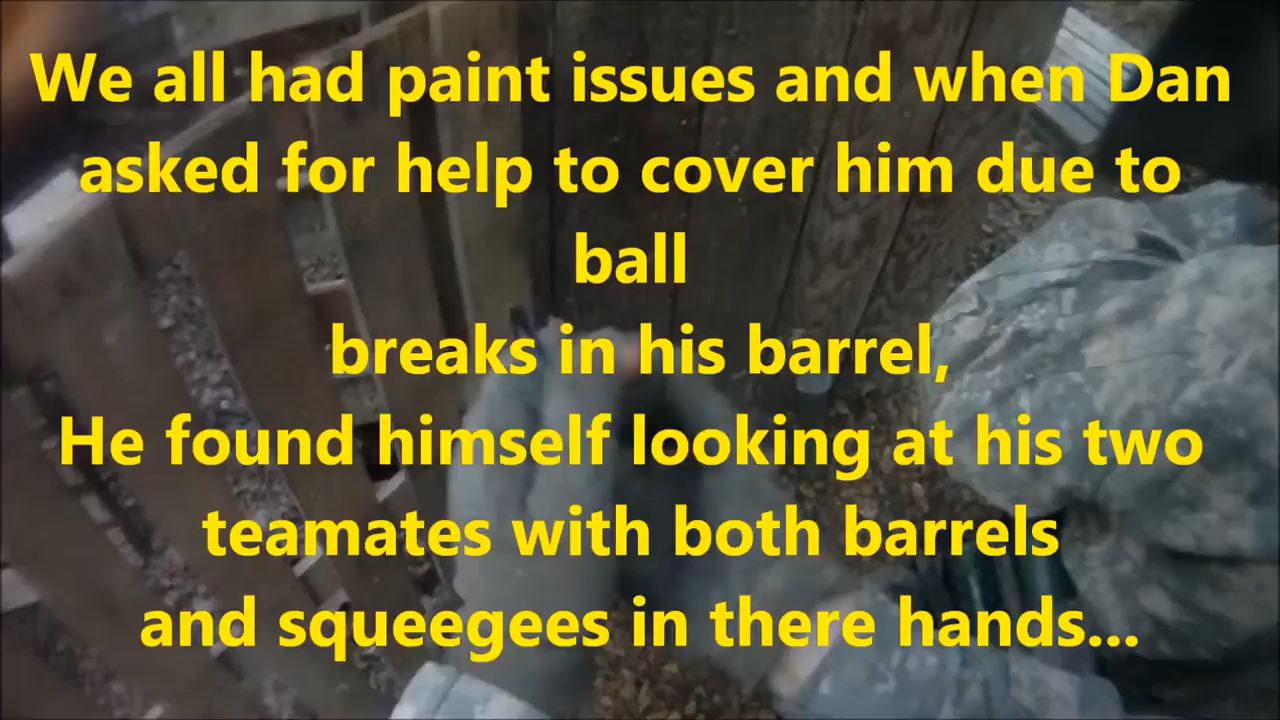 We all had paint issues and when Dan
asked for help to cover him due to
ball
breaks in his barrel,
He found himself looking at his two
teamates with both barrels
and squeegees in there hands...